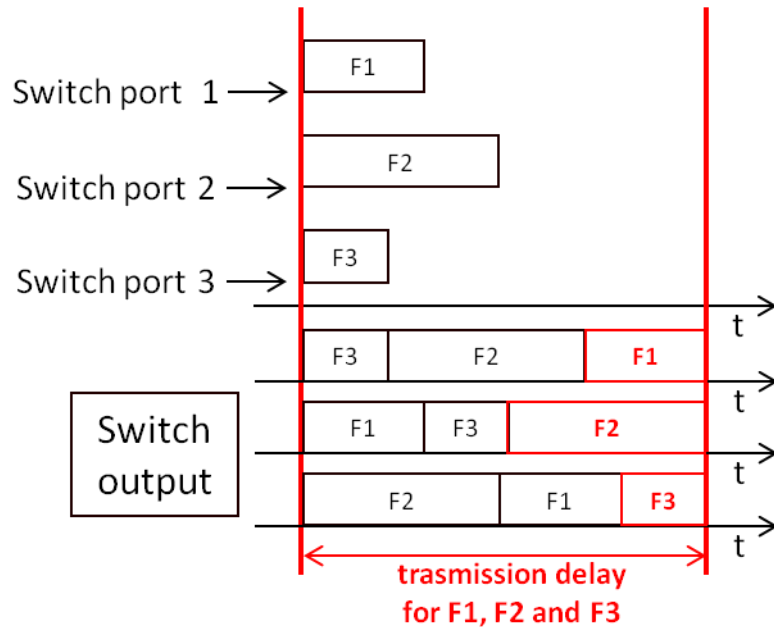 F1
Switch port 1
F2
Switch port 2
F3
Switch port 3
t
F3 F2 F1
t
Switch
output
F1 F3 F2
t
F2 F1 F3
t
trasmission delay
for F1, F2 and F3